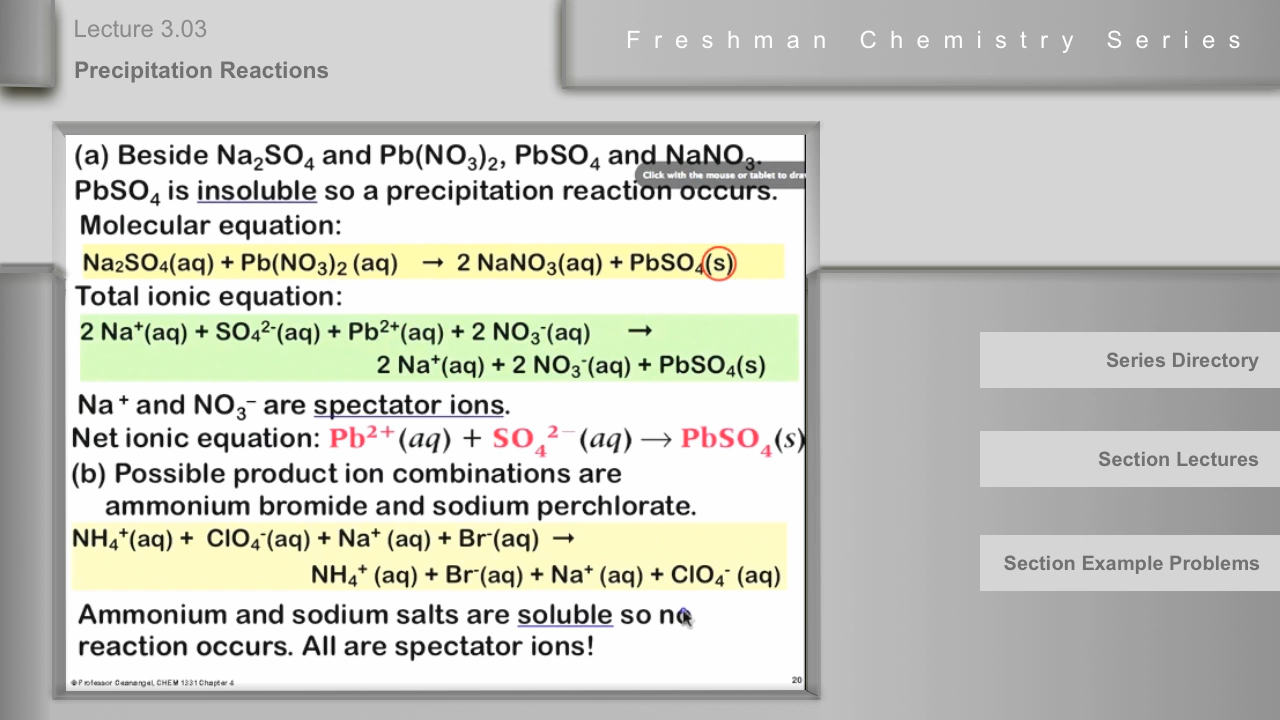 Lecture 3.03
Precipitation Reactions
Freshman Chemistry Series
(a) Beside Na₂SO₄ and Pb(NO₃)₂, PbSO₄ and NaNO₃.
Click with the mouse or tablet to
PbSO₄ is insoluble so a precipitation reaction occurs.
Molecular equation:
Na₂SO₄(aq) + Pb(NO₃)₂ (aq) → 2 NaNO₃(aq) + PbSO₄(s)
Total ionic equation:
2 Na⁺(aq) + SO₄²⁻(aq) + Pb²⁺(aq) + 2 NO₃⁻(aq) →
2 Na⁺(aq) + 2 NO₃⁻(aq) + PbSO₄(s)
Na⁺ and NO₃⁻ are spectator ions.
Net ionic equation: Pb²⁺(aq) + SO₄²⁻(aq) → PbSO₄(s)
(b) Possible product ion combinations are
ammonium bromide and sodium perchlorate.
NH₄⁺(aq) + ClO₄⁻(aq) + Na⁺ (aq) + Br⁻(aq) →
NH₄⁺ (aq) + Br⁻(aq) + Na⁺ (aq) + ClO₄⁻ (aq)
Ammonium and sodium salts are soluble so no
reaction occurs. All are spectator ions!
© Professor Geanangel, CHEM 1331 Chapter 4
20
Series Directory
Section Lectures
Section Example Problems